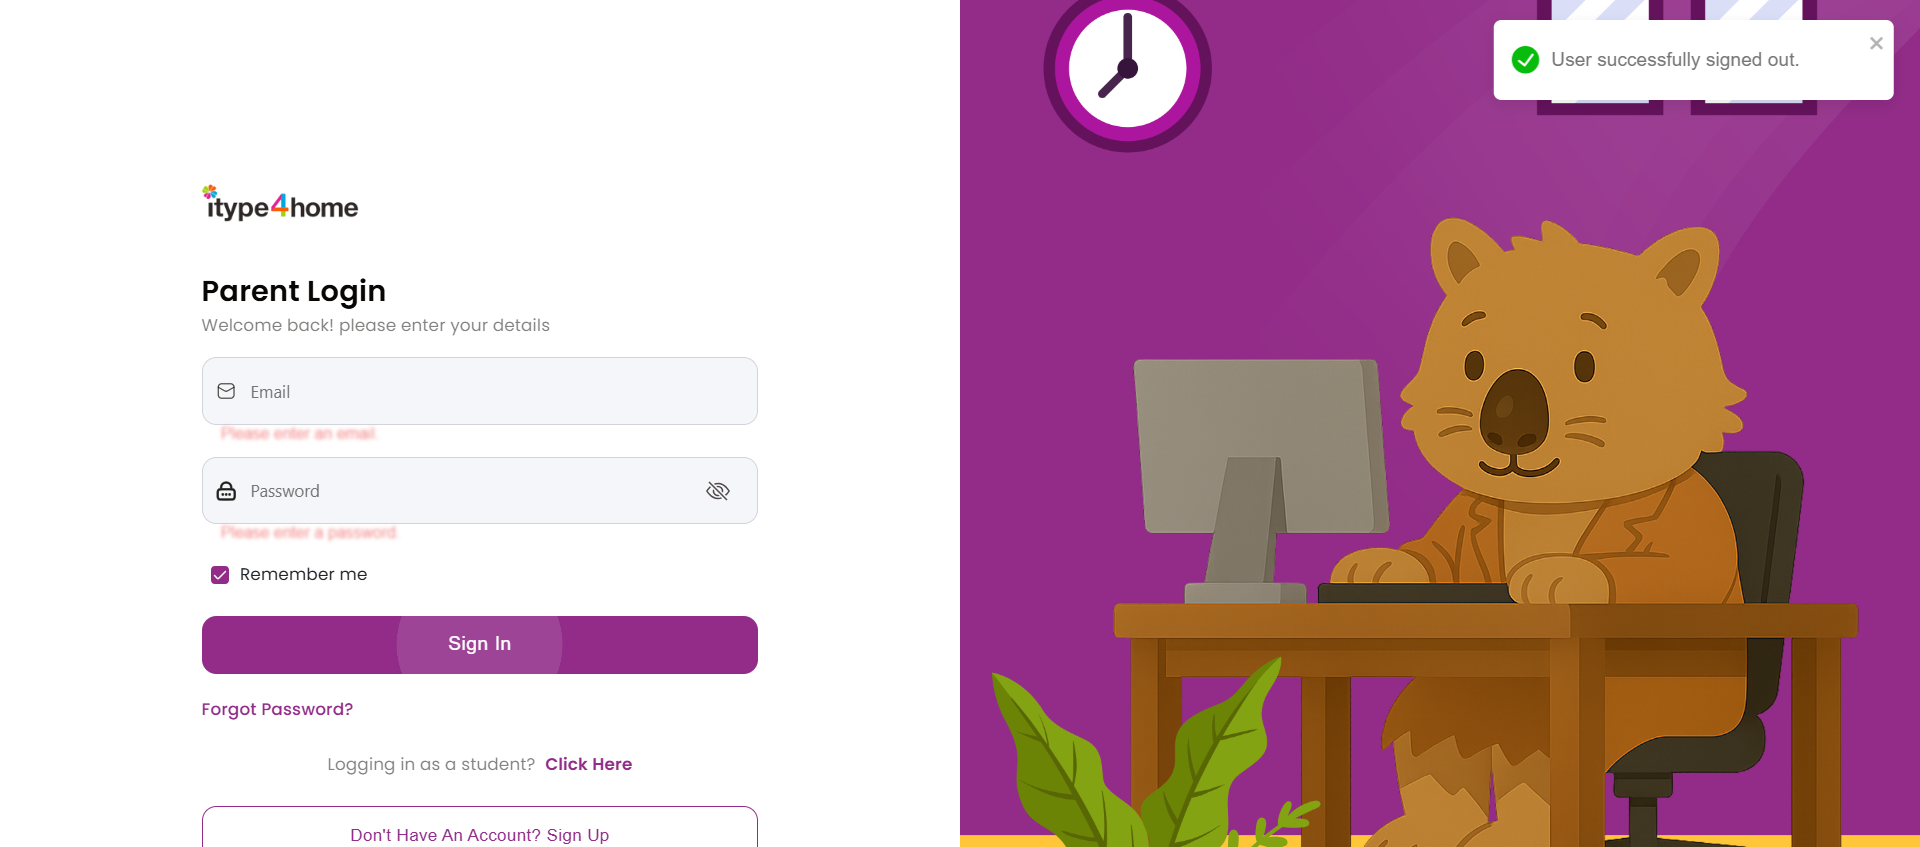 itype4home
Parent Login
Welcome back! please enter your details
Email
Please enter an email.
Password
Please enter a password.
Remember me
Sign In
Forgot Password?
Logging in as a student? Click Here
Don't Have An Account? Sign Up
User successfully signed out.